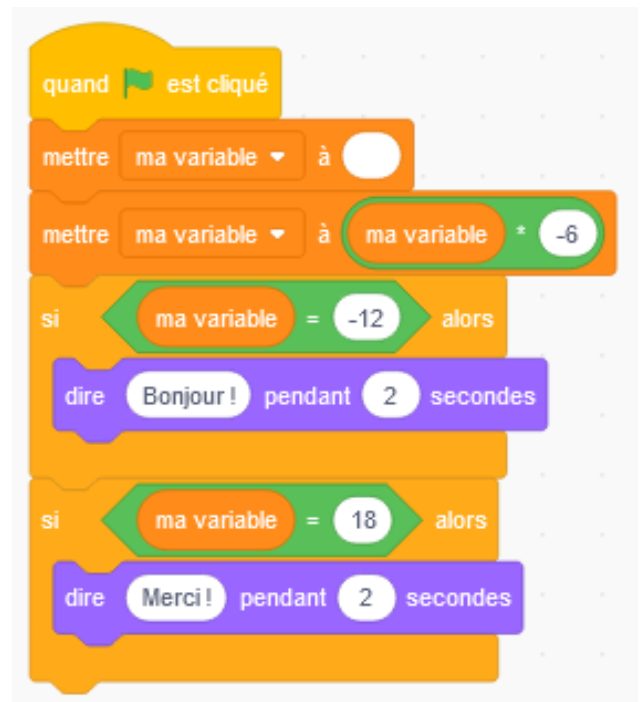 quand est cliqué
mettre ma variable à
mettre ma variable à ma variable * -6
si ma variable = -12 alors
dire Bonjour ! pendant 2 secondes
si ma variable = 18 alors
dire Merci ! pendant 2 secondes